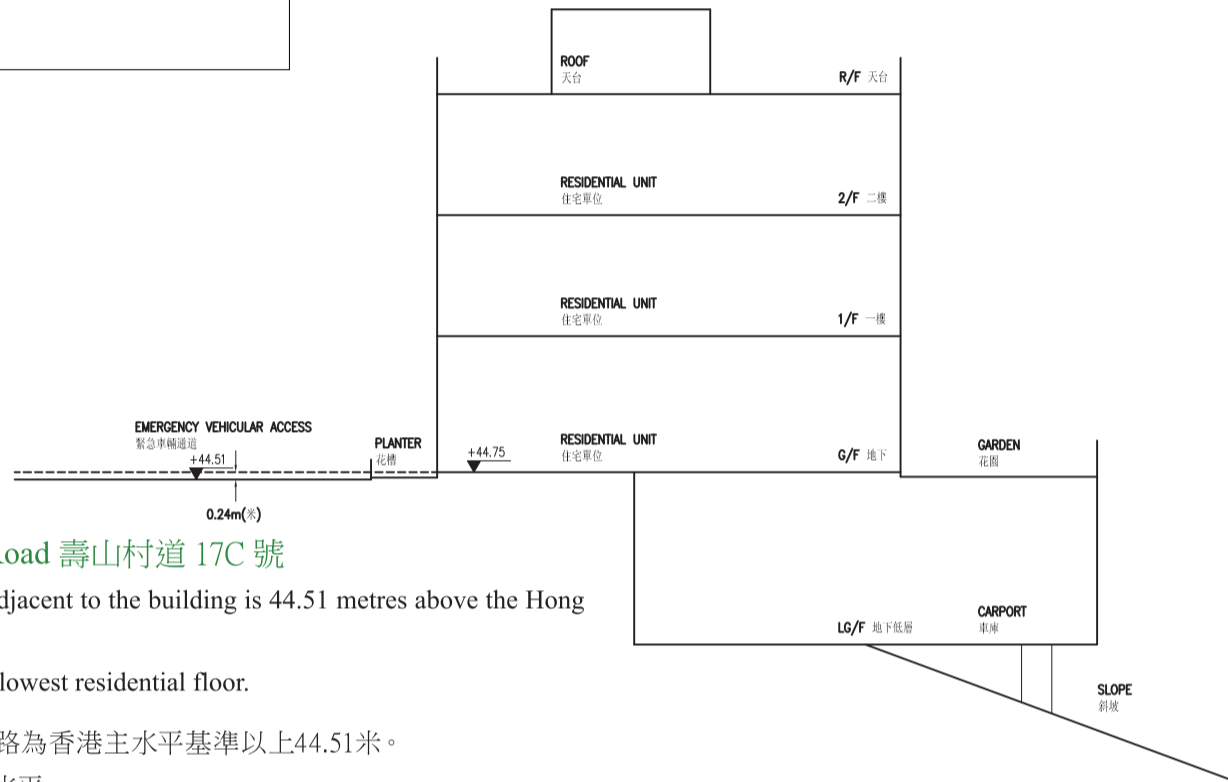 ROOF
天台
R/F 天台
RESIDENTIAL UNIT
住宅單位
2/F 二樓
RESIDENTIAL UNIT
住宅單位
1/F 一樓
EMERGENCY VEHICULAR ACCESS
緊急車輛通道
+44.51
PLANTER
花槽
+44.75
RESIDENTIAL UNIT
住宅單位
G/F 地下
GARDEN
花園
0.24m(米)
Road 壽山村道 17C 號
djacent to the building is 44.51 metres above the Hong
LG/F 地下低層
CARPORT
車庫
lowest residential floor.
SLOPE
斜坡
路為香港主水平基準以上44.51米。